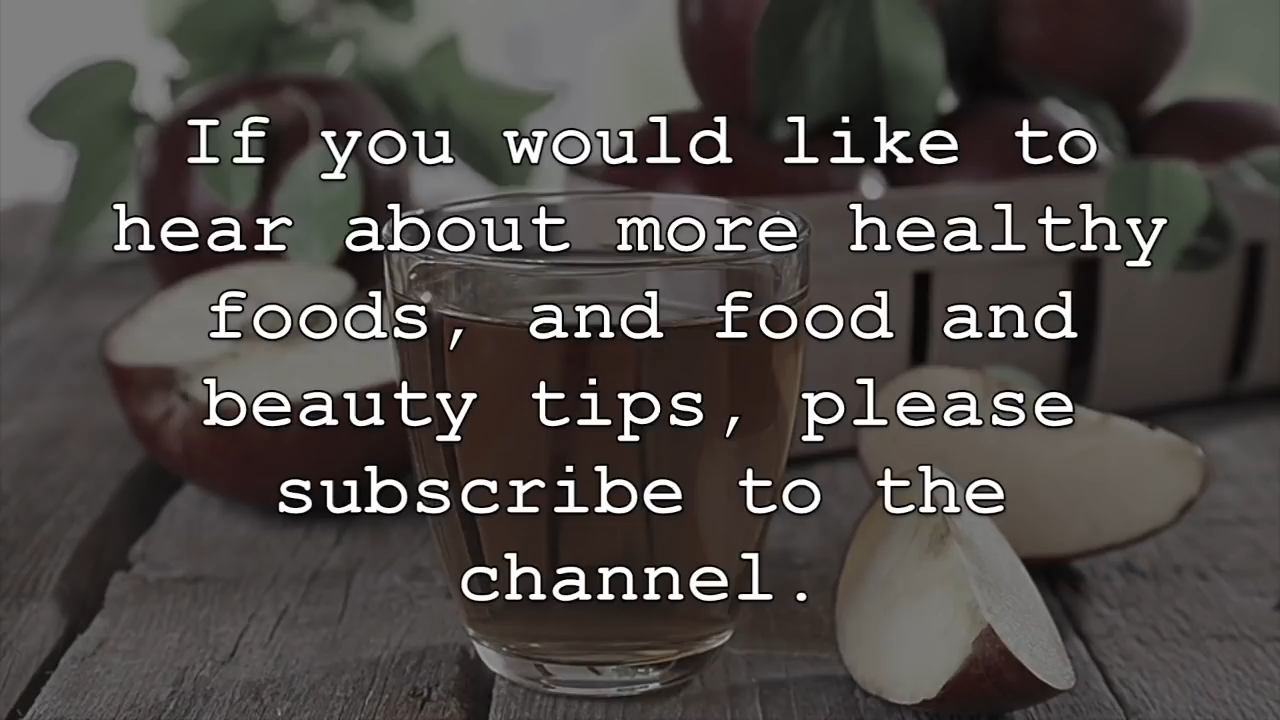 If you would like to
hear about more healthy
foods, and food and
beauty tips, please
subscribe to the
channel.